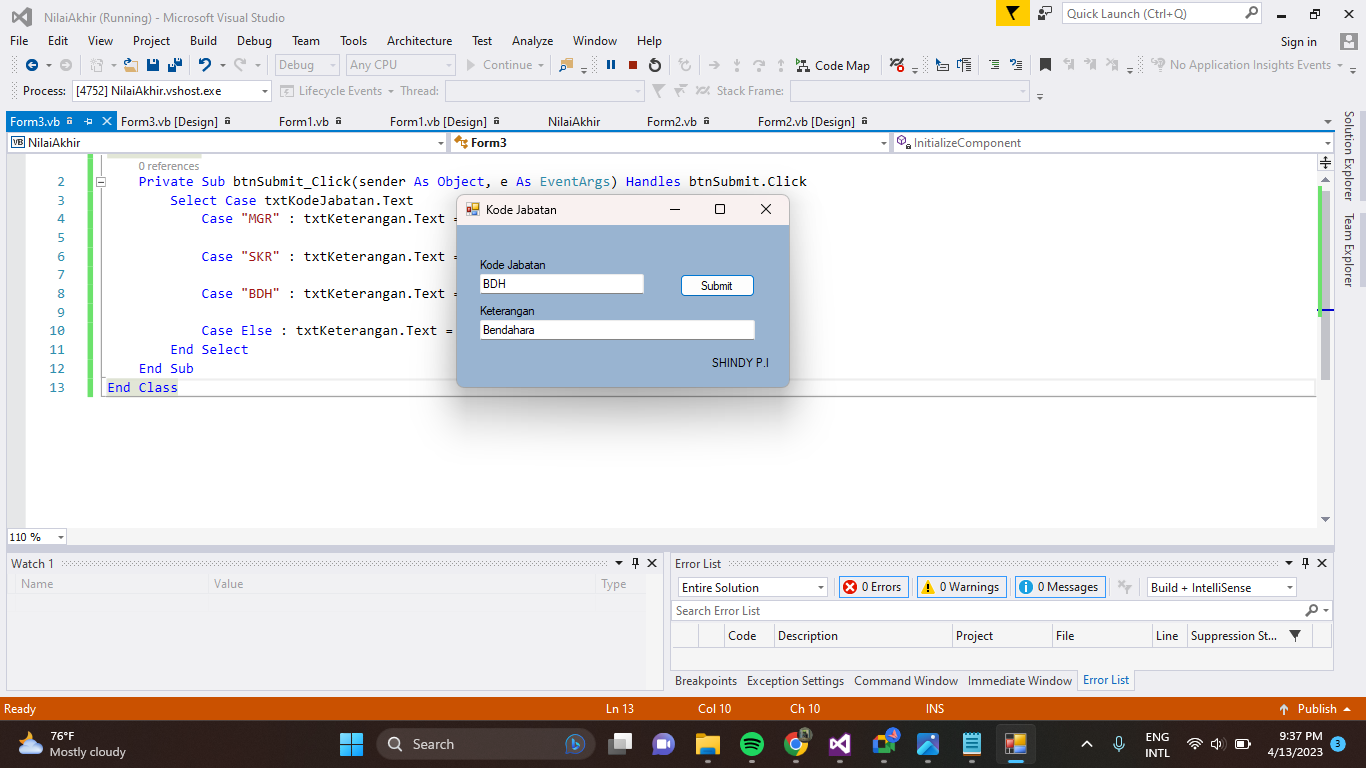 NilaiAkhir (Running) - Microsoft Visual Studio
Quick Launch (Ctrl+Q)
File Edit View Project Build Debug Team Tools Architecture Test Analyze Window Help
Sign in
Debug Any CPU Continue Code Map No Application Insights Events
Process: [4752] NilaiAkhir.vshost.exe Lifecycle Events Thread: Stack Frame:
Form3.vb Form3.vb [Design] Form1.vb Form1.vb [Design] NilaiAkhir Form2.vb Form2.vb [Design]
VB NilaiAkhir Form3 InitializeComponent
Solution Explorer
Team Explorer
0 references
2 Private Sub btnSubmit_Click(sender As Object, e As EventArgs) Handles btnSubmit.Click
3 Select Case txtKodeJabatan.Text
4 Case "MGR" : txtKeterangan.Text =
5
6 Case "SKR" : txtKeterangan.Text =
7
8 Case "BDH" : txtKeterangan.Text =
9
10 Case Else : txtKeterangan.Text =
11 End Select
12 End Sub
13 End Class
Kode Jabatan
Kode Jabatan
BDH Submit
Keterangan
Bendahara
SHINDY P.I
110 %
Watch 1
Name Value Type
Error List
Entire Solution 0 Errors 0 Warnings 0 Messages Build + IntelliSense
Search Error List
Code Description Project File Line Suppression St...
Breakpoints Exception Settings Command Window Immediate Window Error List
Ready Ln 13 Col 10 Ch 10 INS Publish
76°F
Mostly cloudy
Search
ENG
INTL
9:37 PM
4/13/2023
3